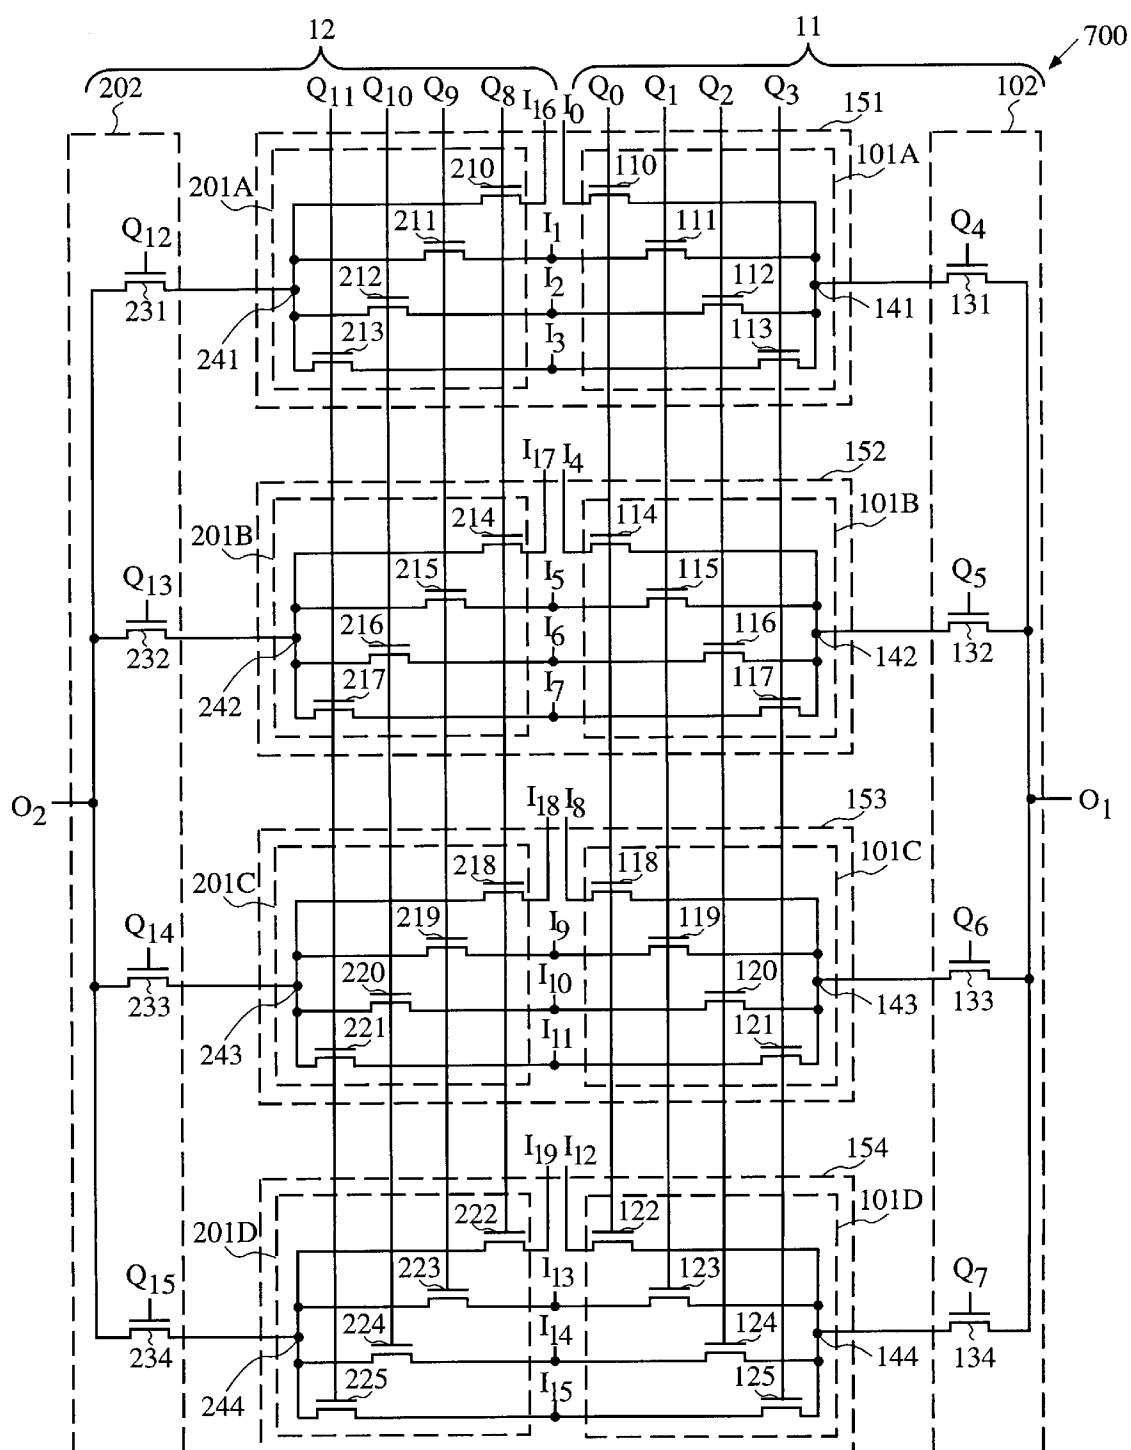 12 11 700
202 Q11 Q10 Q9 Q8 I16 I0 Q0 Q1 Q2 Q3 102
151
201A 210 110 101A
Q12 211 I1 111 Q4
212 I2 112
231 213 I3 113 141 131
241
I17 I4 152
201B 214 114 101B
Q13 215 I5 115 Q5
216 I6 116
232 217 I7 117 142 132
242
O2 I18 I8 153 O1
201C 218 118 101C
Q14 219 I9 119 Q6
220 I10 120
233 221 I11 121 143 133
243
I19 I12 154
201D 222 122 101D
Q15 223 I13 123 Q7
224 I14 124
234 225 I15 125 144 134
244